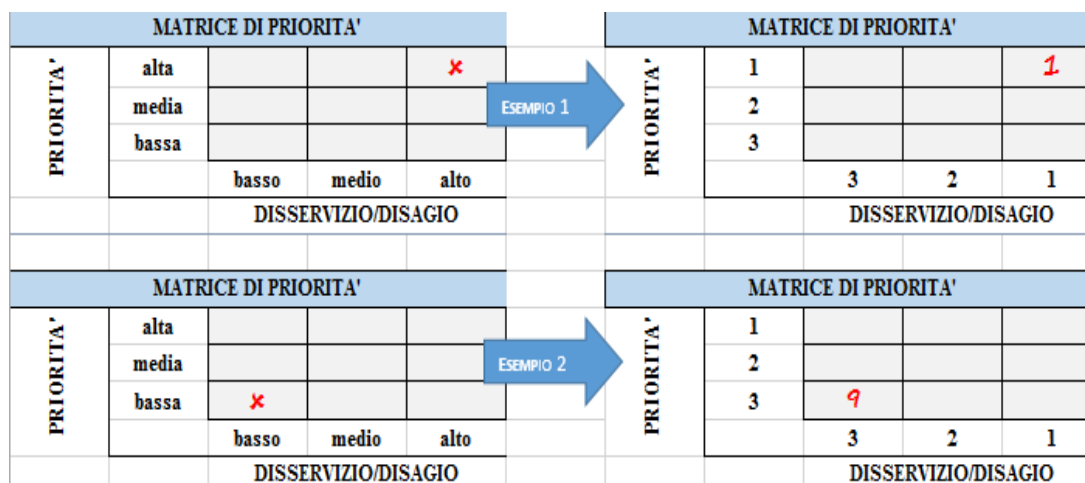 MATRICE DI PRIORITA'
PRIORITA'
alta
x
media
bassa
basso medio alto
DISSERVIZIO/DISAGIO
ESEMPIO 1
MATRICE DI PRIORITA'
PRIORITA'
1
1
2
3
3 2 1
DISSERVIZIO/DISAGIO
MATRICE DI PRIORITA'
PRIORITA'
alta
media
bassa x
basso medio alto
DISSERVIZIO/DISAGIO
ESEMPIO 2
MATRICE DI PRIORITA'
PRIORITA'
1
2
3 9
3 2 1
DISSERVIZIO/DISAGIO